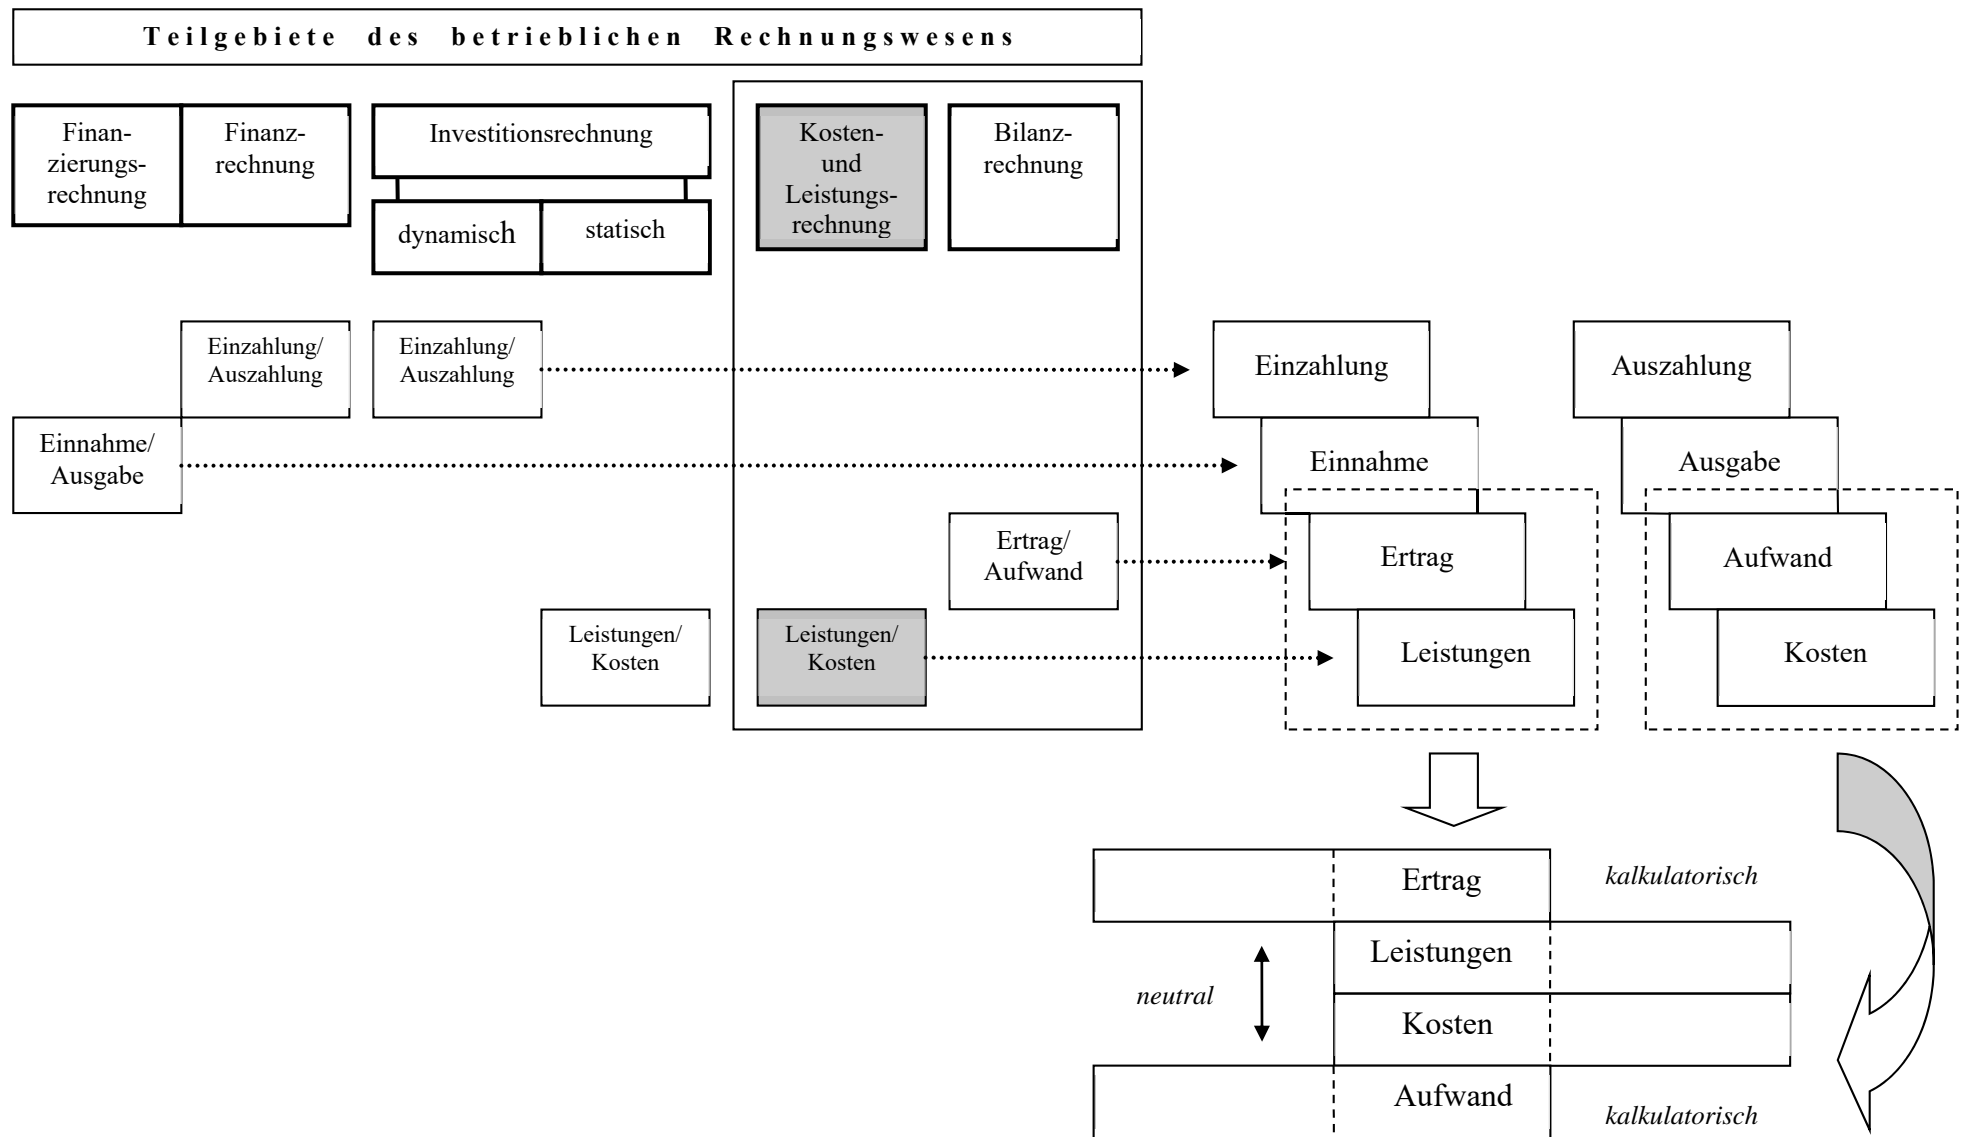 Teilgebiete des betrieblichen Rechnungswesens
Finan-
zierungs-
rechnung
Finanz-
rechnung
Investitionsrechnung
dynamisch
statisch
Kosten-
und
Leistungs-
rechnung
Bilanz-
rechnung
Einzahlung/
Auszahlung
Einzahlung/
Auszahlung
Einzahlung
Auszahlung
Einnahme/
Ausgabe
Einnahme
Ausgabe
Ertrag/
Aufwand
Ertrag
Aufwand
Leistungen/
Kosten
Leistungen/
Kosten
Leistungen
Kosten
Ertrag
kalkulatorisch
Leistungen
neutral
Kosten
Aufwand
kalkulatorisch